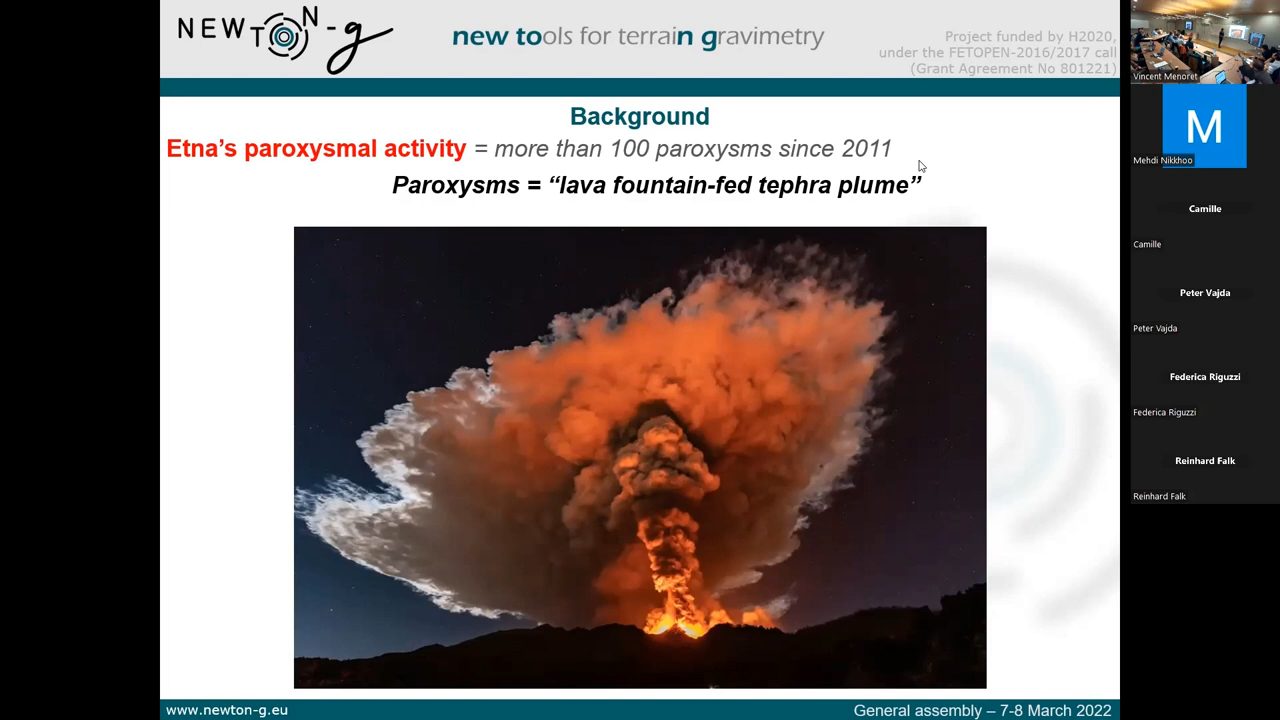 NEWTON-g
new tools for terrain gravimetry
Project funded by H2020,
under the FETOPEN-2016/2017 call
(Grant Agreement No 801221)
Background
Etna's paroxysmal activity = more than 100 paroxysms since 2011
Paroxysms = “lava fountain-fed tephra plume”
www.newton-g.eu
General assembly – 7-8 March 2022
Vincent Menoret
M
Mehdi Nikkhoo
Camille
Camille
Peter Vajda
Peter Vajda
Federica Riguzzi
Federica Riguzzi
Reinhard Falk
Reinhard Falk